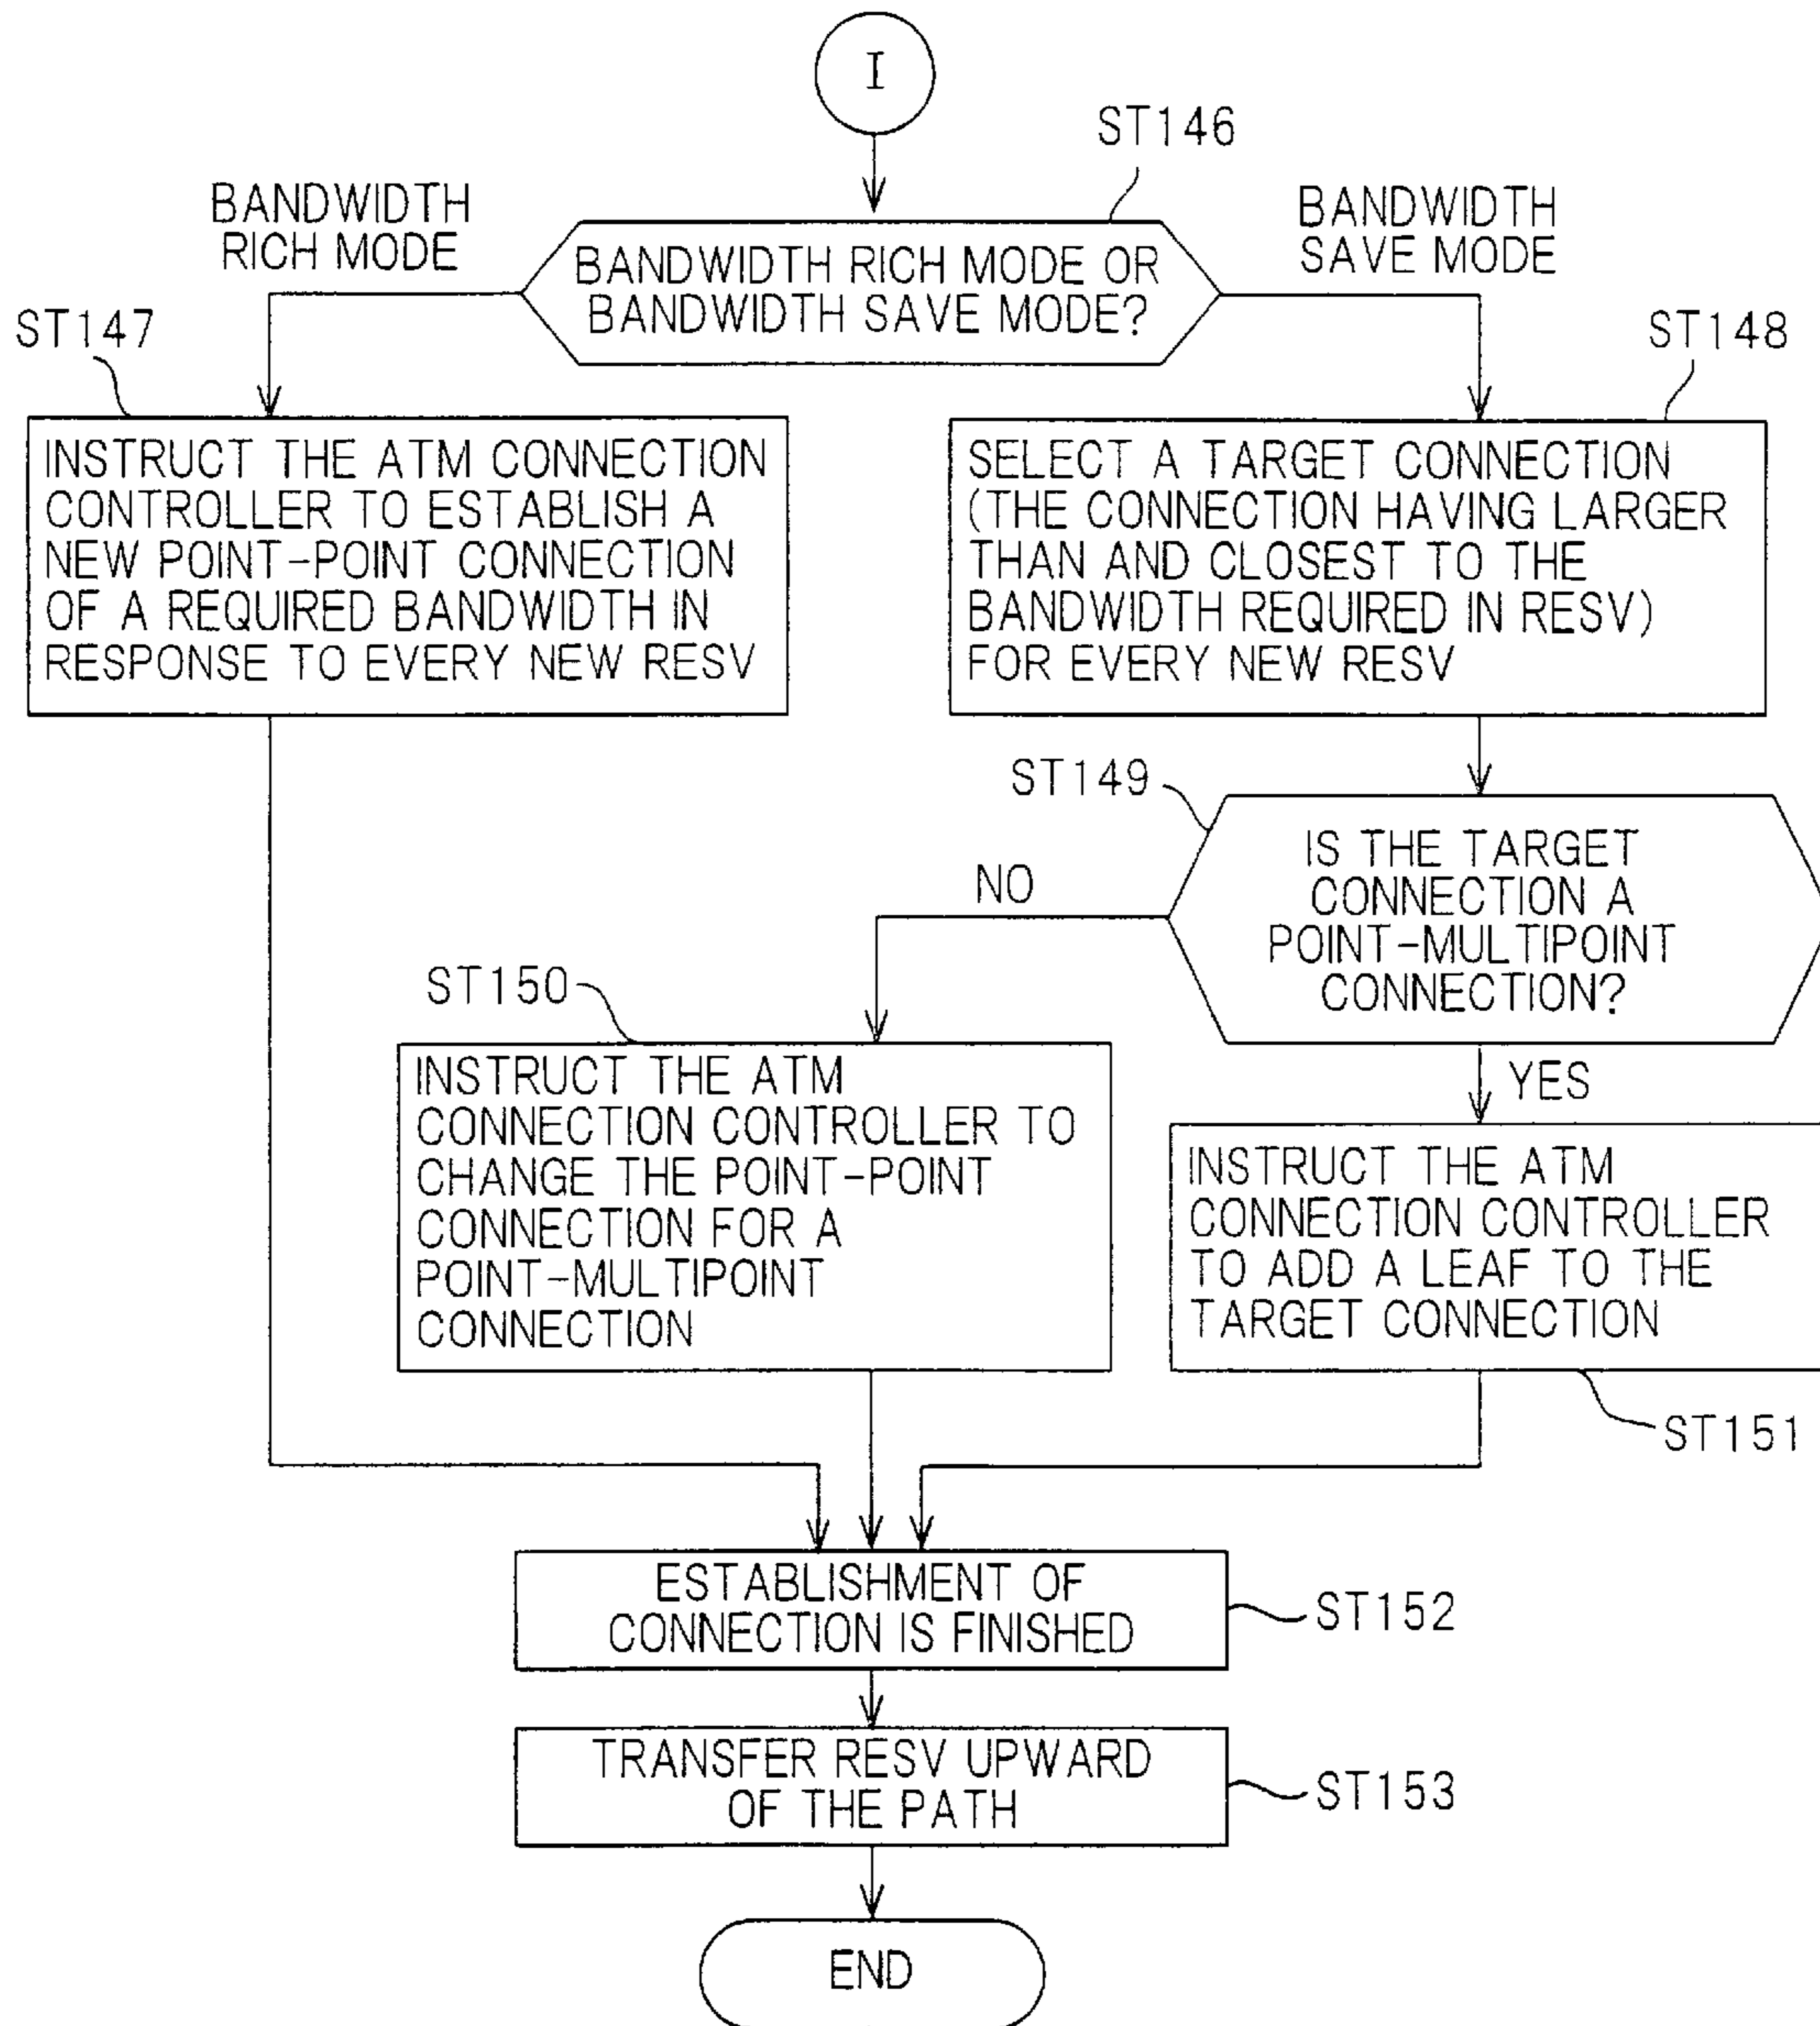 I
ST146
BANDWIDTH
RICH MODE
BANDWIDTH RICH MODE OR
BANDWIDTH SAVE MODE?
BANDWIDTH
SAVE MODE
ST147
INSTRUCT THE ATM CONNECTION
CONTROLLER TO ESTABLISH A
NEW POINT-POINT CONNECTION
OF A REQUIRED BANDWIDTH IN
RESPONSE TO EVERY NEW RESV
ST148
SELECT A TARGET CONNECTION
(THE CONNECTION HAVING LARGER
THAN AND CLOSEST TO THE
BANDWIDTH REQUIRED IN RESV)
FOR EVERY NEW RESV
ST149
IS THE TARGET
CONNECTION A
POINT-MULTIPOINT
CONNECTION?
NO
YES
ST150
INSTRUCT THE ATM
CONNECTION CONTROLLER TO
CHANGE THE POINT-POINT
CONNECTION FOR A
POINT-MULTIPOINT
CONNECTION
INSTRUCT THE ATM
CONNECTION CONTROLLER
TO ADD A LEAF TO THE
TARGET CONNECTION
ST151
ESTABLISHMENT OF
CONNECTION IS FINISHED
ST152
TRANSFER RESV UPWARD
OF THE PATH
ST153
END